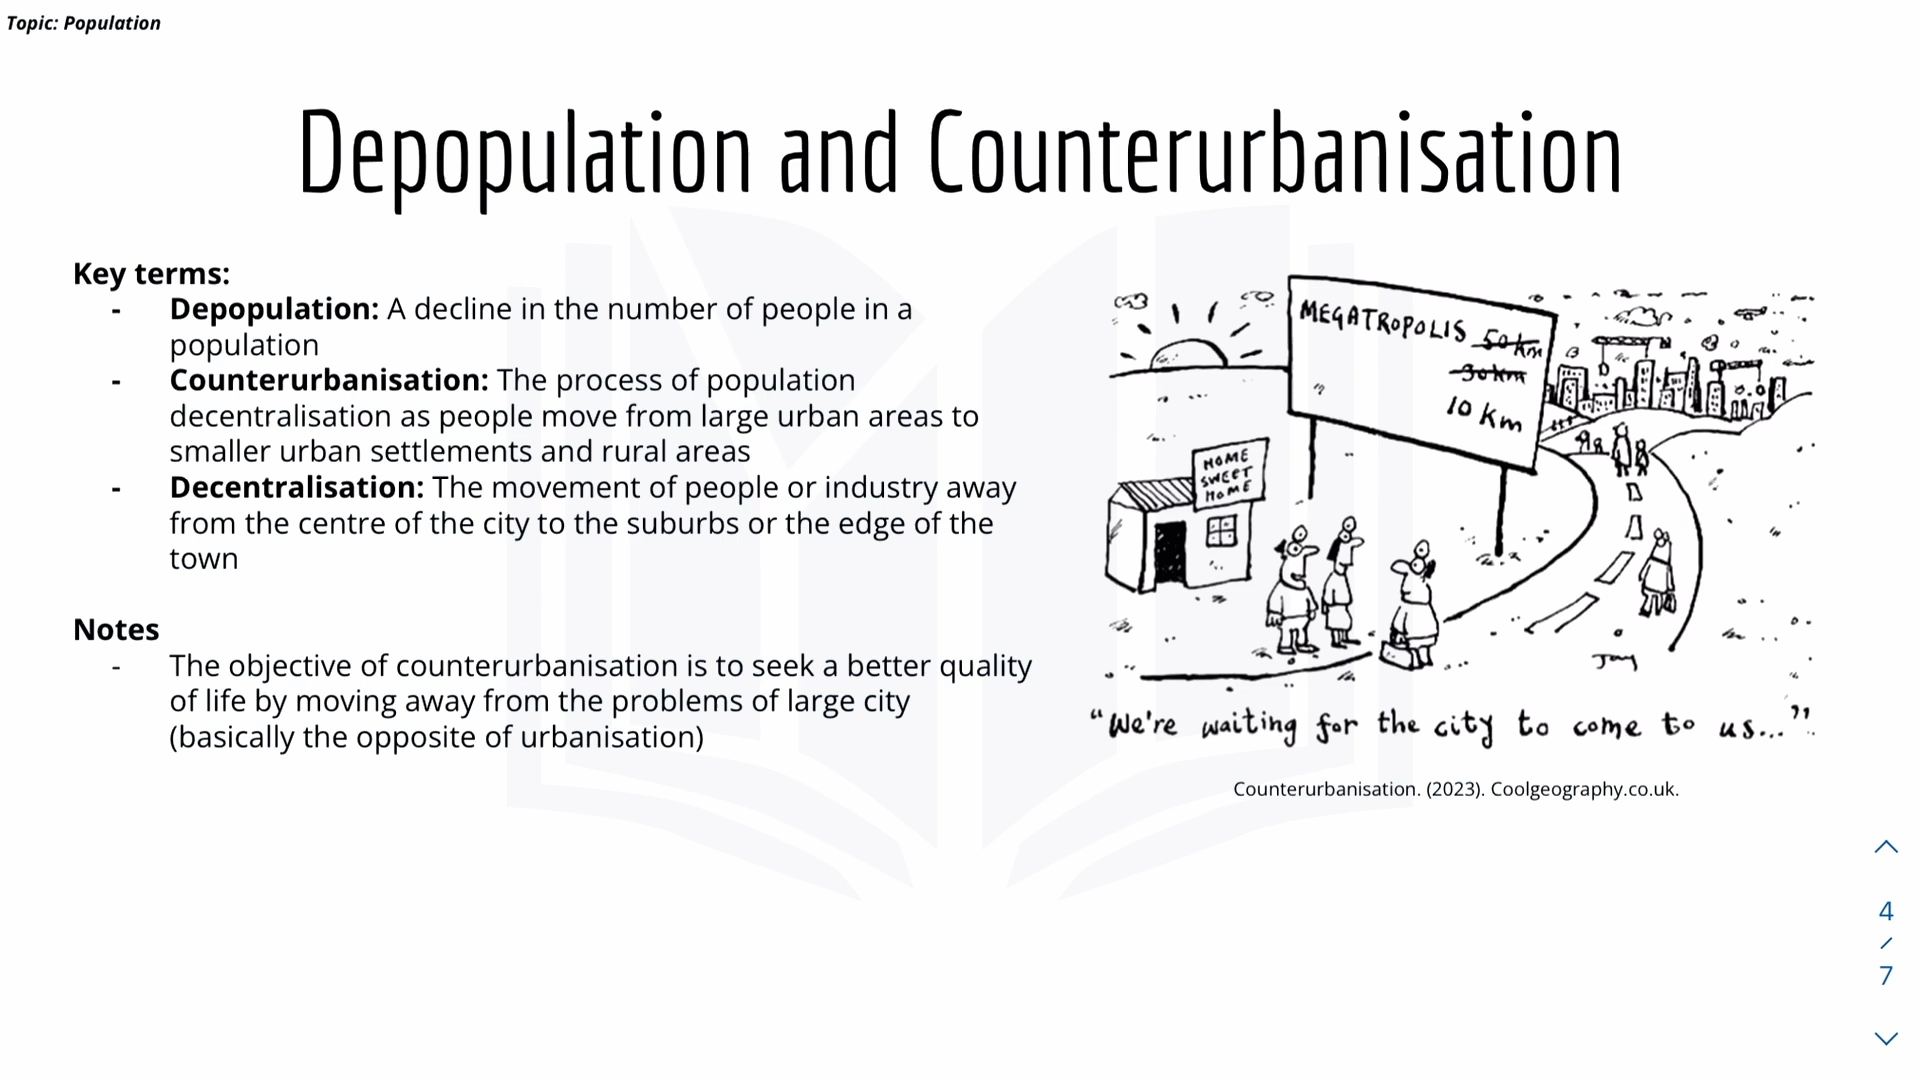 Topic: Population
Depopulation and Counterurbanisation
Key terms:
- Depopulation: A decline in the number of people in a
population
- Counterurbanisation: The process of population
decentralisation as people move from large urban areas to
smaller urban settlements and rural areas
- Decentralisation: The movement of people or industry away
from the centre of the city to the suburbs or the edge of the
town
Notes
- The objective of counterurbanisation is to seek a better quality
of life by moving away from the problems of large city
(basically the opposite of urbanisation)
MEGATROPOLIS 50 km
30 km
10 km
HOME
SWEET
HOME
"We're waiting for the city to come to us..."
Counterurbanisation. (2023). Coolgeography.co.uk.
4
/
7